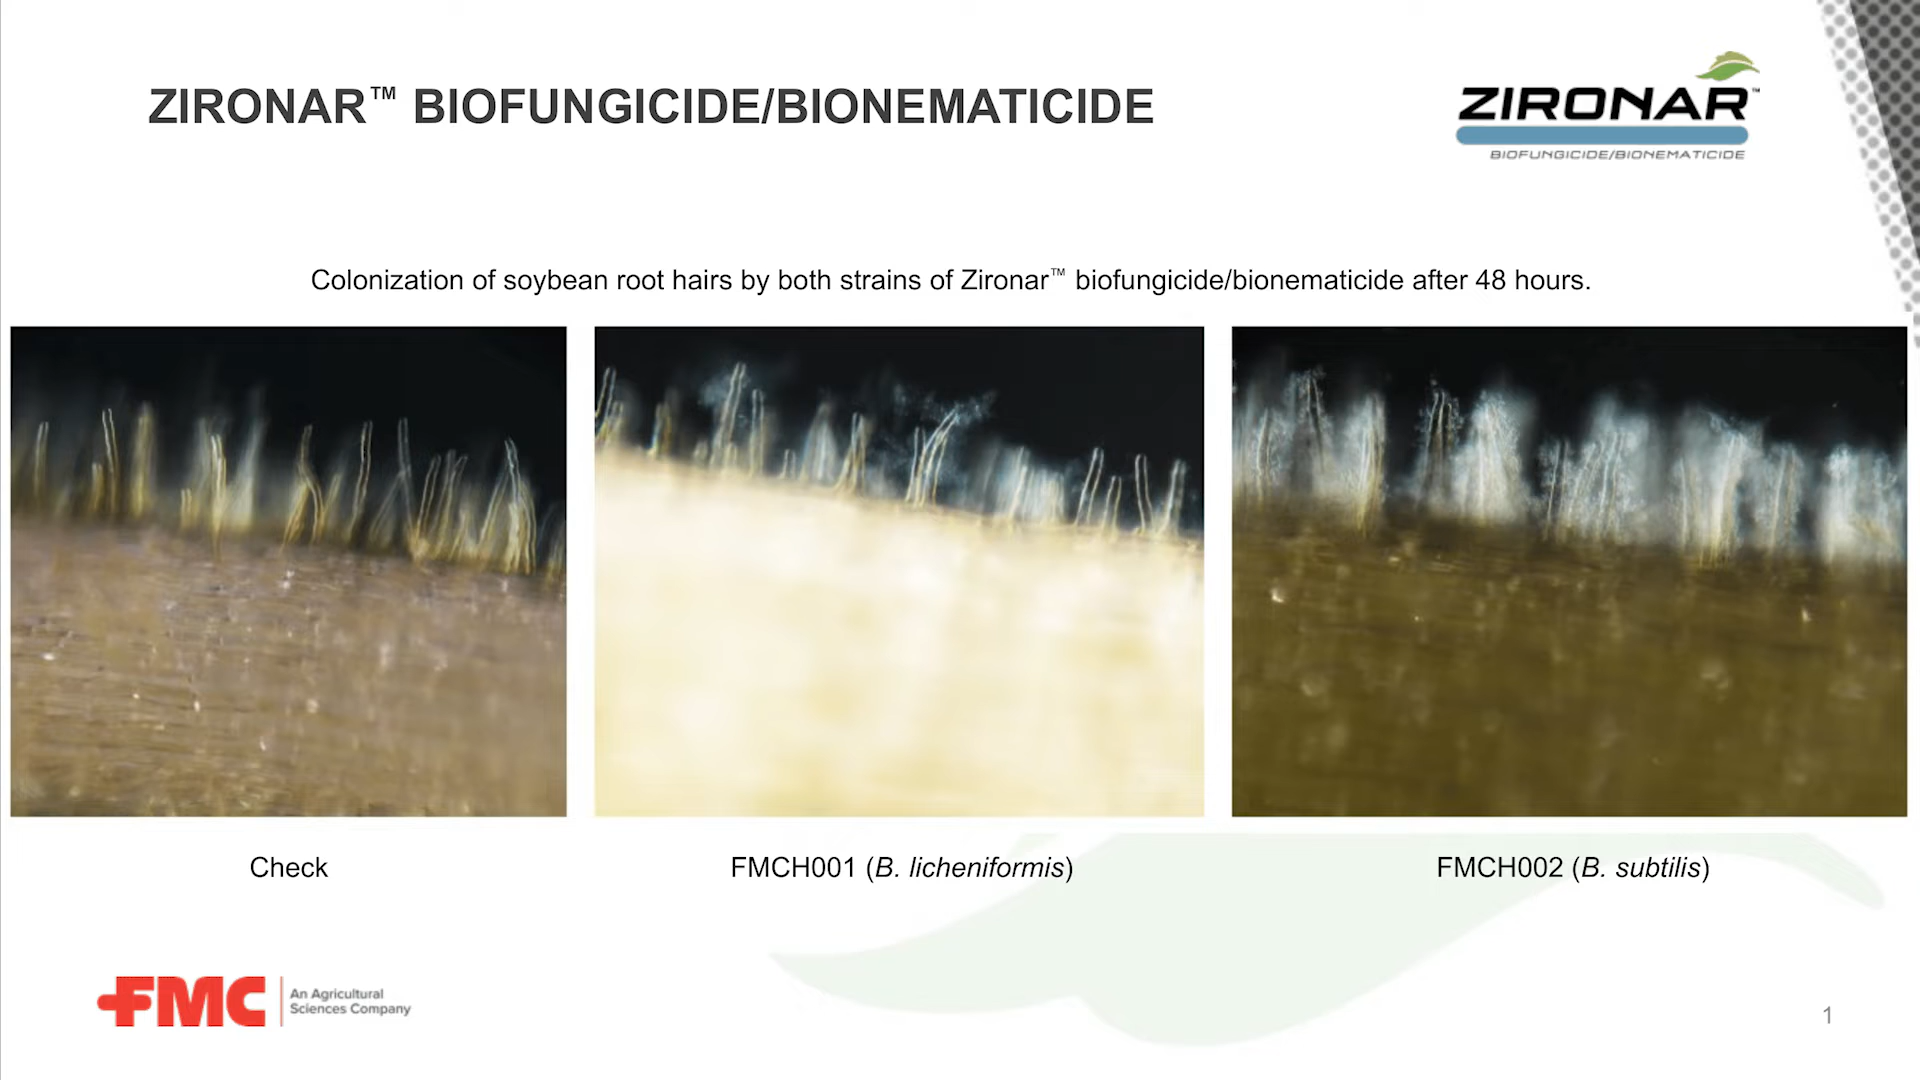 ZIRONAR™ BIOFUNGICIDE/BIONEMATICIDE
ZIRONAR™
BIOFUNGICIDE/BIONEMATICIDE
Colonization of soybean root hairs by both strains of Zironar™ biofungicide/bionematicide after 48 hours.
Check
FMCH001 (B. licheniformis)
FMCH002 (B. subtilis)
FMC
An Agricultural
Sciences Company
1